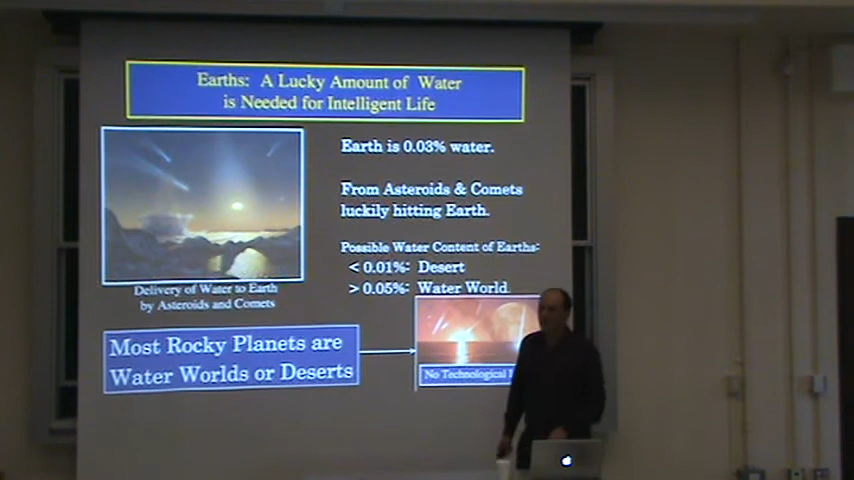 Earths: A Lucky Amount of Water
is Needed for Intelligent Life
Earth is 0.03% water.
From Asteroids & Comets
luckily hitting Earth.
Possible Water Content of Earths:
< 0.01%: Desert
> 0.05%: Water World
Delivery of Water to Earth
by Asteroids and Comets
Most Rocky Planets are
Water Worlds or Deserts
No Technological